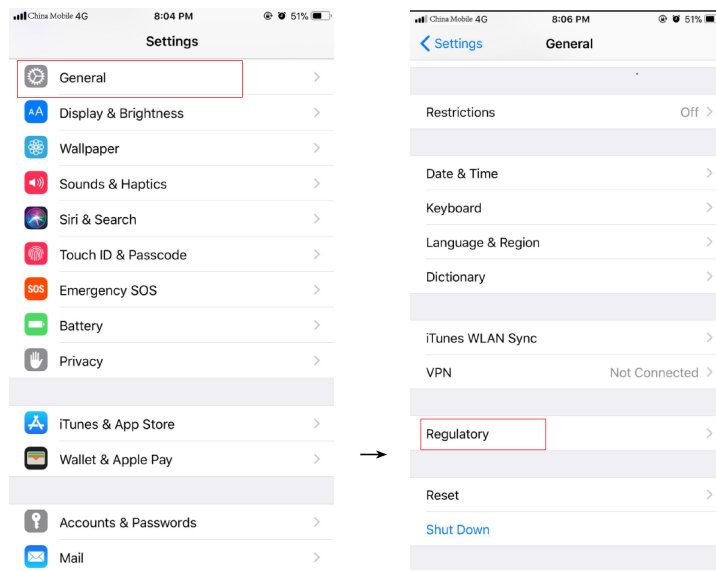 China Mobile 4G 8:04 PM 51%
Settings
General
AA Display & Brightness
Wallpaper
Sounds & Haptics
Siri & Search
Touch ID & Passcode
SOS Emergency SOS
Battery
Privacy
iTunes & App Store
Wallet & Apple Pay
Accounts & Passwords
Mail
China Mobile 4G 8:06 PM 51%
Settings General
Restrictions Off
Date & Time
Keyboard
Language & Region
Dictionary
iTunes WLAN Sync
VPN Not Connected
Regulatory
Reset
Shut Down